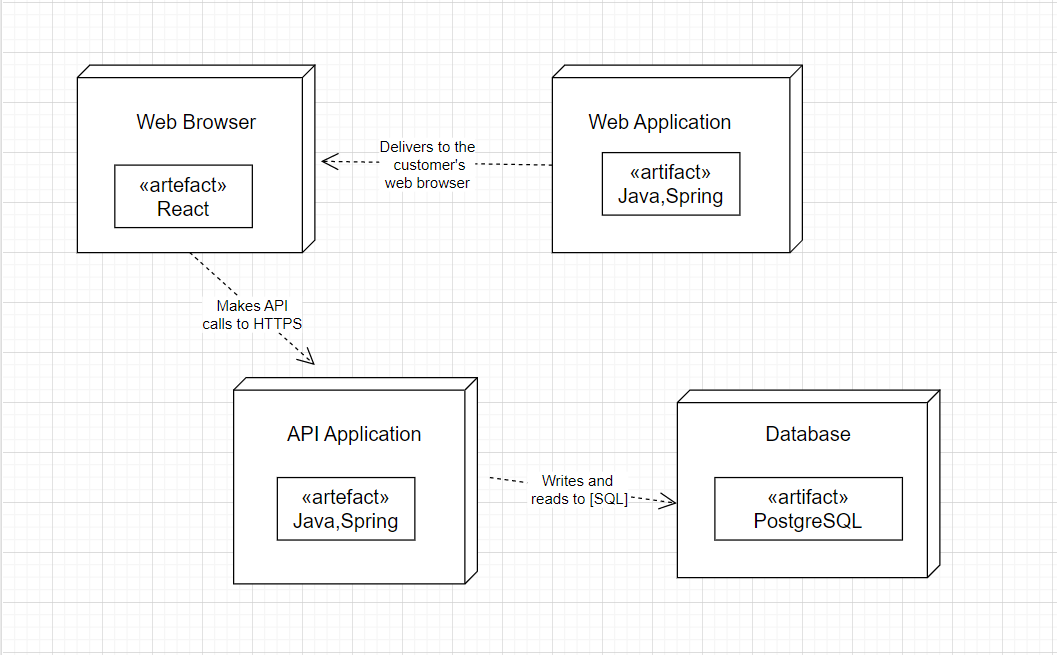 Web Browser
«artefact»
React
Delivers to the
customer's
web browser
Web Application
«artifact»
Java,Spring
Makes API
calls to HTTPS
API Application
«artefact»
Java,Spring
Writes and
reads to [SQL]
Database
«artifact»
PostgreSQL